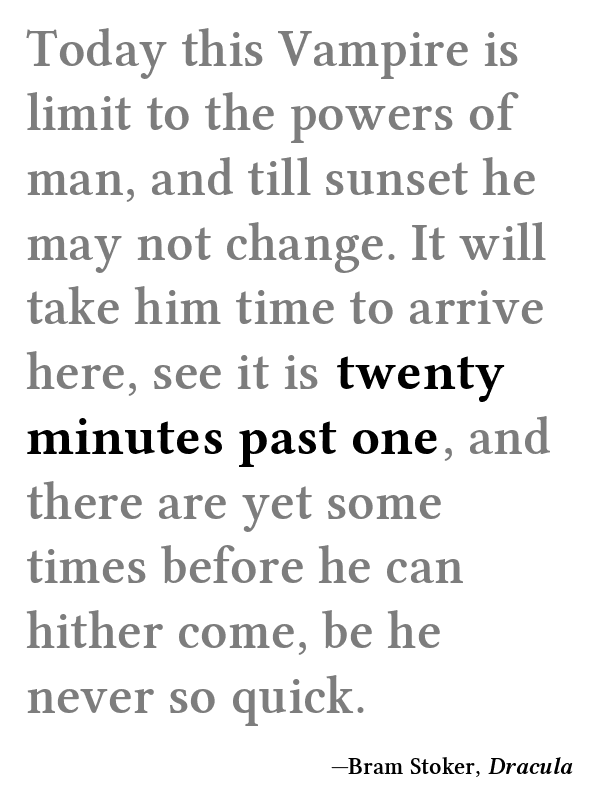 Today this Vampire is
limit to the powers of
man, and till sunset he
may not change. It will
take him time to arrive
here, see it is twenty
minutes past one, and
there are yet some
times before he can
hither come, be he
never so quick.
—Bram Stoker, Dracula